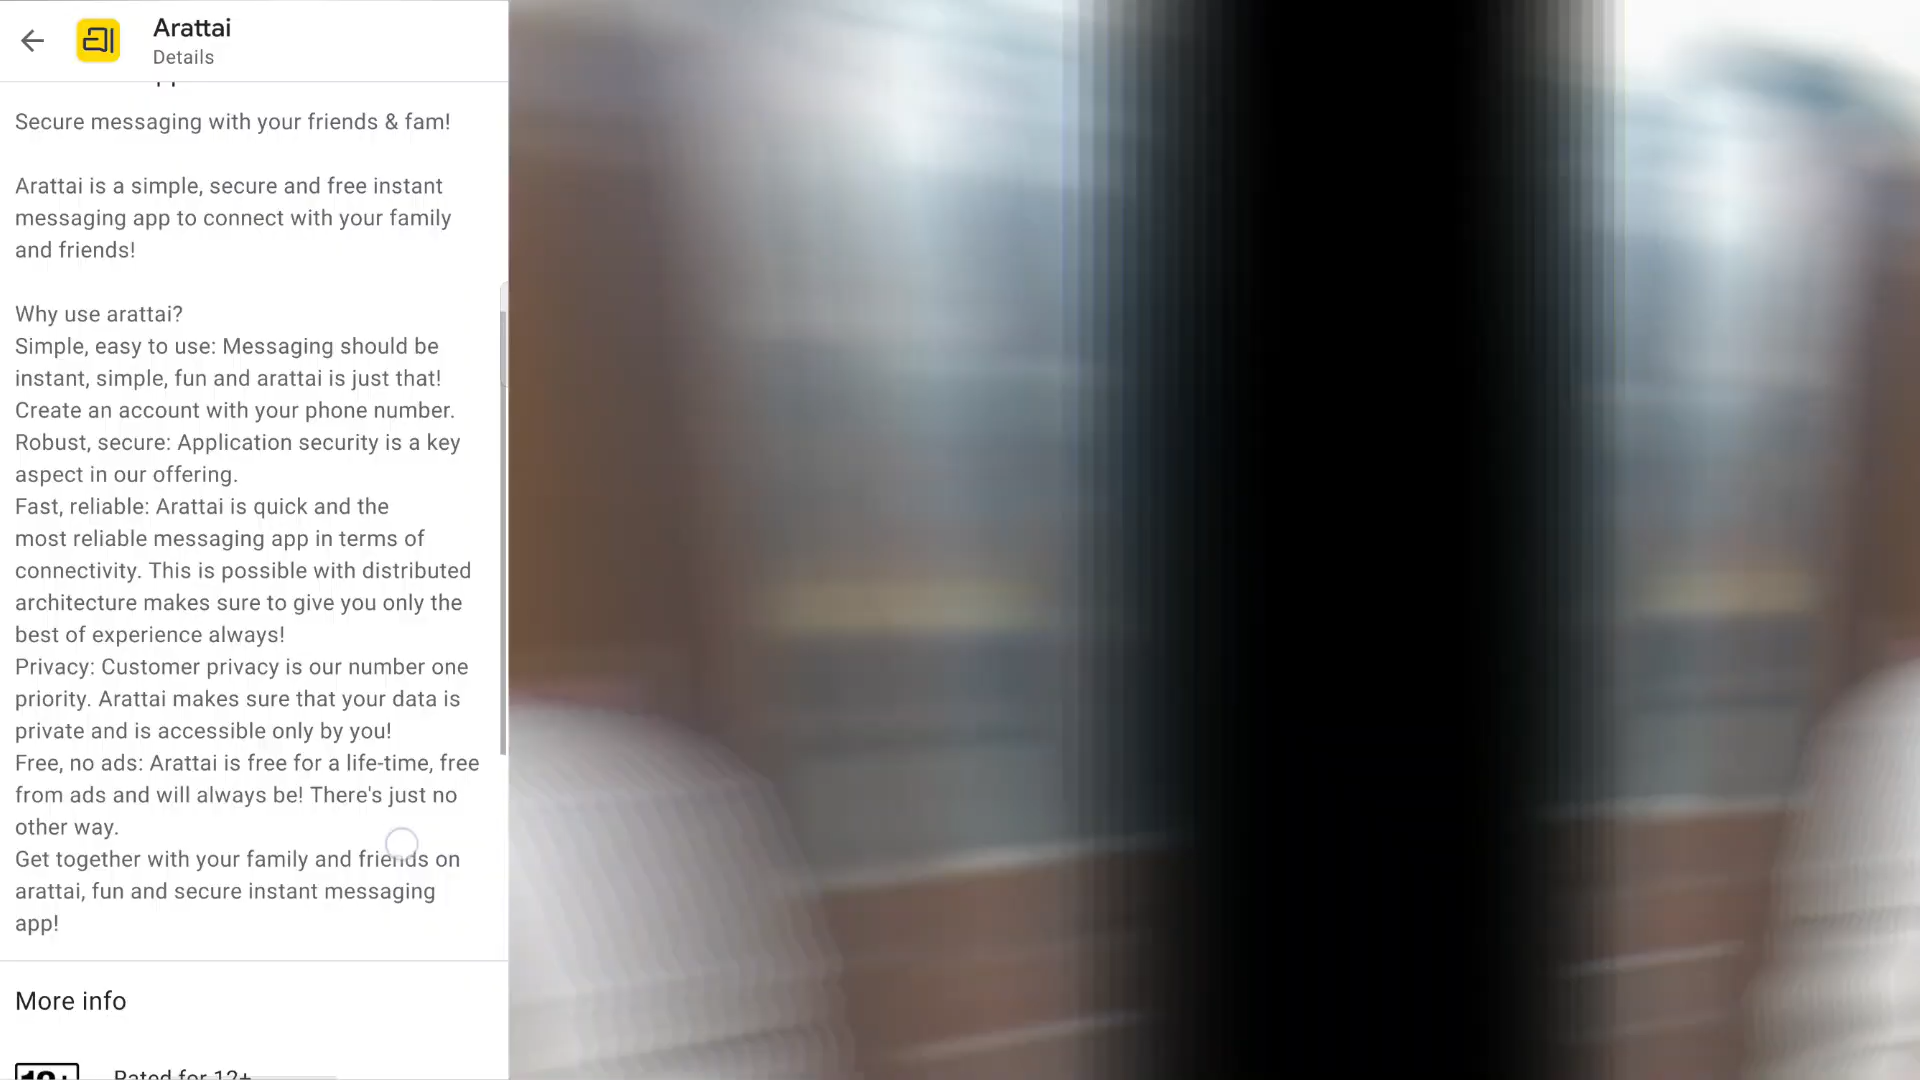 Arattai
Details
Secure messaging with your friends & fam!
Arattai is a simple, secure and free instant
messaging app to connect with your family
and friends!
Why use arattai?
Simple, easy to use: Messaging should be
instant, simple, fun and arattai is just that!
Create an account with your phone number.
Robust, secure: Application security is a key
aspect in our offering.
Fast, reliable: Arattai is quick and the
most reliable messaging app in terms of
connectivity. This is possible with distributed
architecture makes sure to give you only the
best of experience always!
Privacy: Customer privacy is our number one
priority. Arattai makes sure that your data is
private and is accessible only by you!
Free, no ads: Arattai is free for a life-time, free
from ads and will always be! There's just no
other way.
Get together with your family and friends on
arattai, fun and secure instant messaging
app!
More info
12+ Rated for 12+